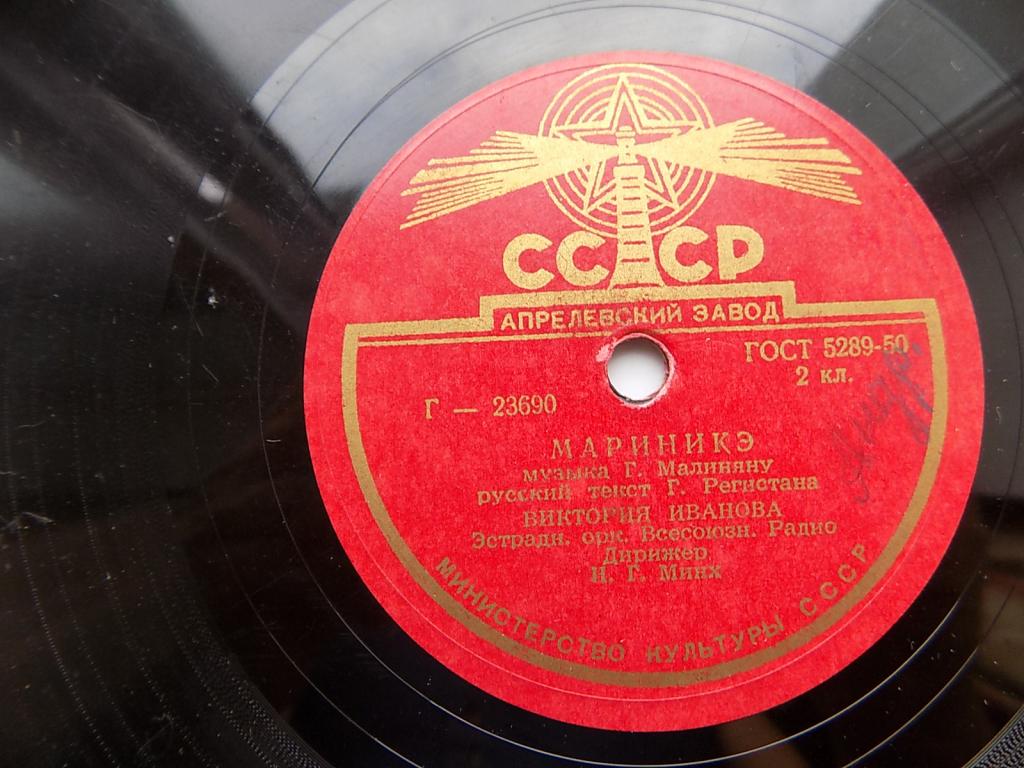 СССР
АПРЕЛЕВСКИЙ ЗАВОД
ГОСТ 5289-50
2 кл.
Г — 23690
МАРИНИКЭ
музыка Г. Малиняну
русский текст Г. Регистана
ВИКТОРИЯ ИВАНОВА
Эстрадн. орк. Всесоюзн. Радио
Дирижер
Н. Г. Минх
МИНИСТЕРСТВО КУЛЬТУРЫ СССР